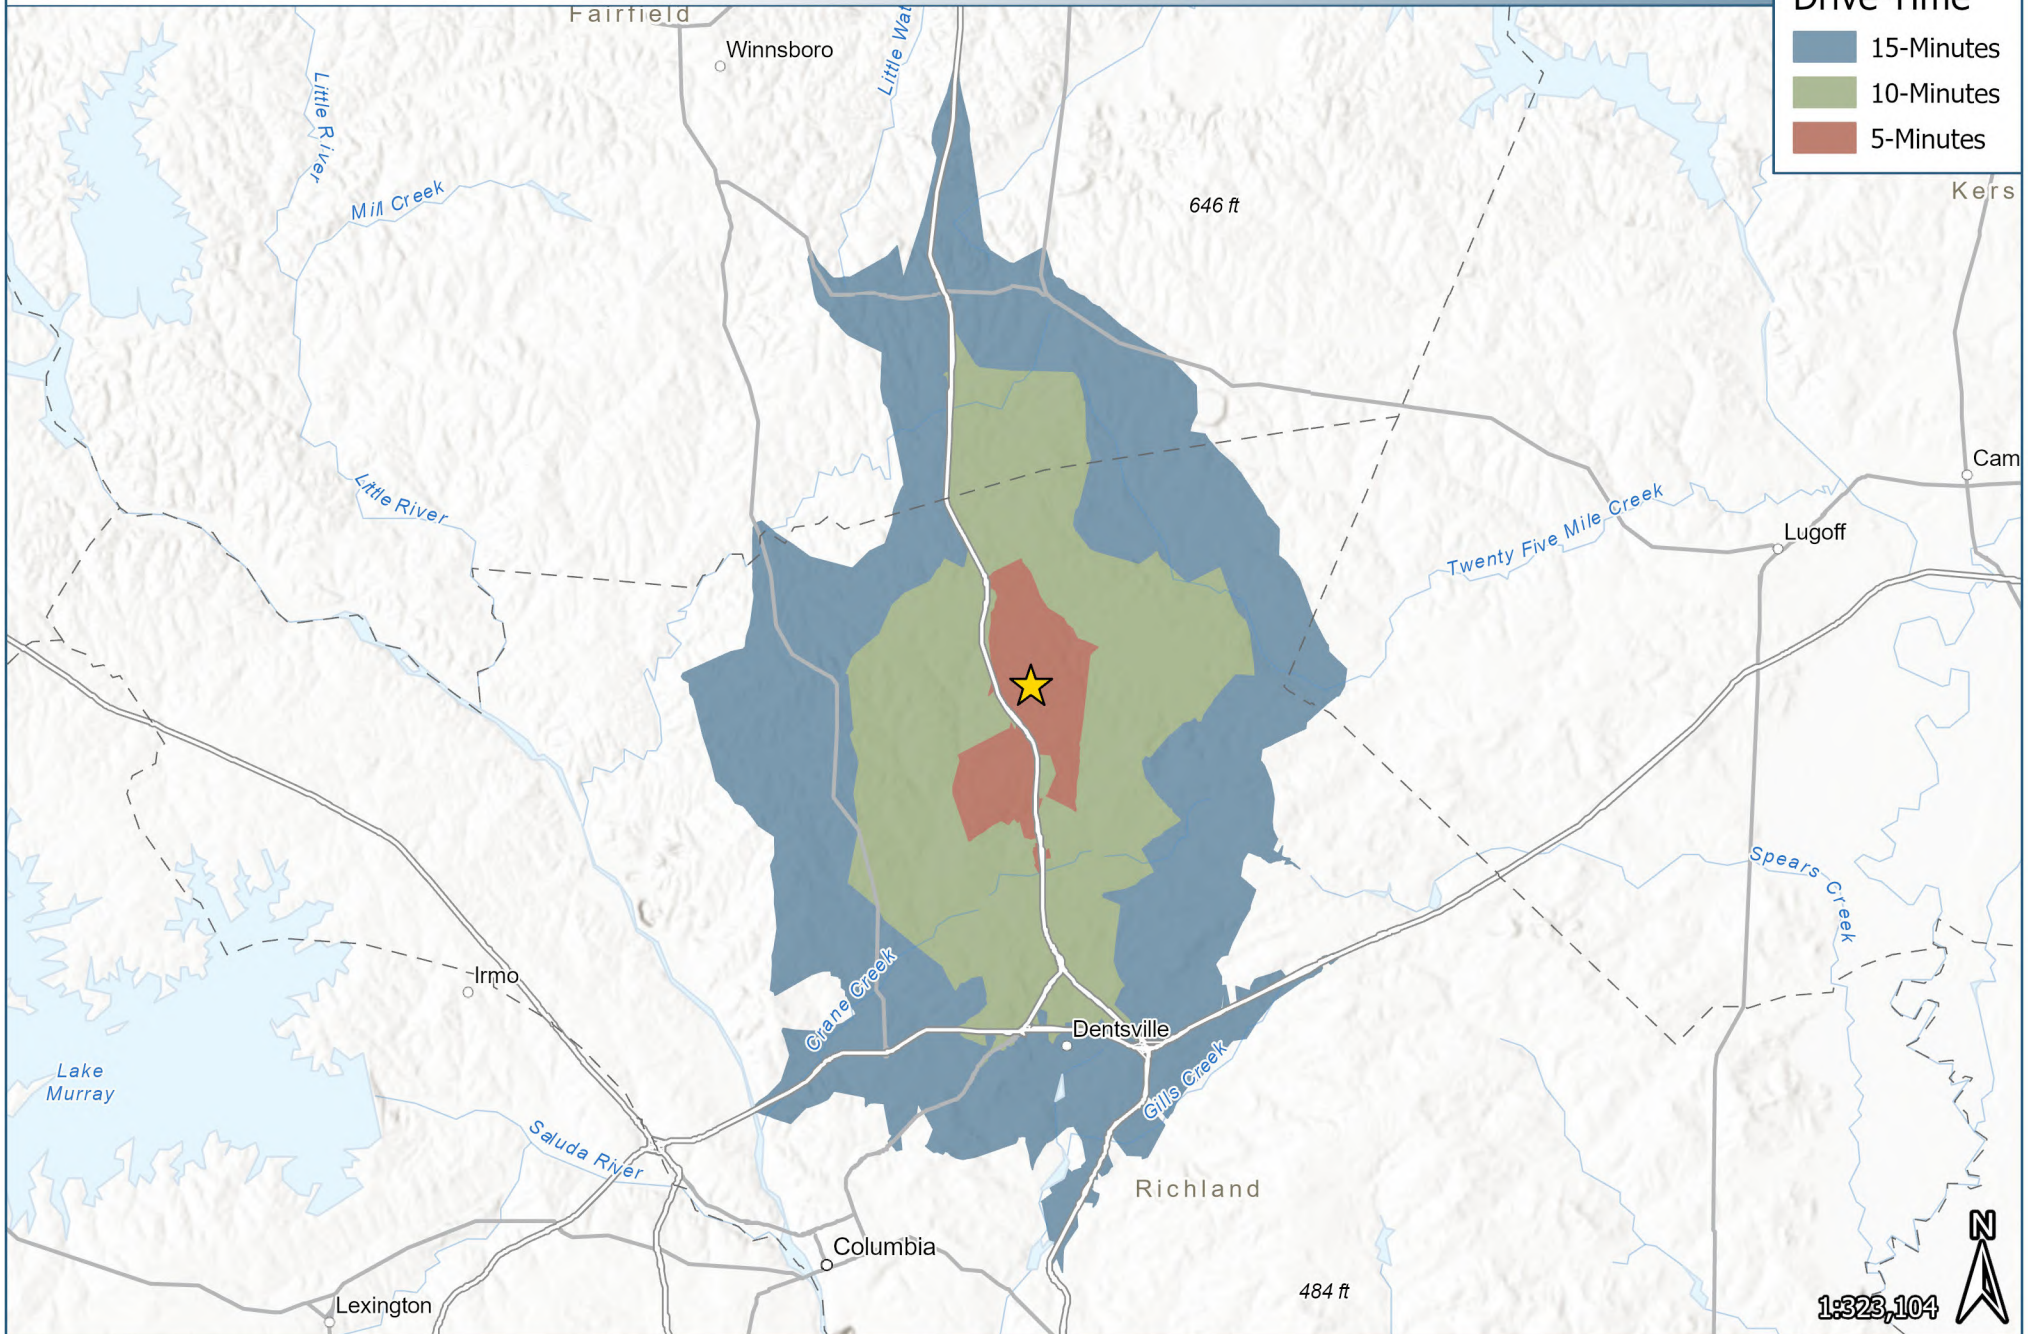 Drive Time
15-Minutes
10-Minutes
5-Minutes
Fairfield
Winnsboro
Little Wat
Little River
Mill Creek
646 ft
Kers
Cam
Little River
Twenty Five Mile Creek
Lugoff
Spears Creek
Irmo
Crane Creek
Dentsville
Lake
Murray
Gills Creek
Saluda River
Richland
Columbia
Lexington
484 ft
N
1:323,104